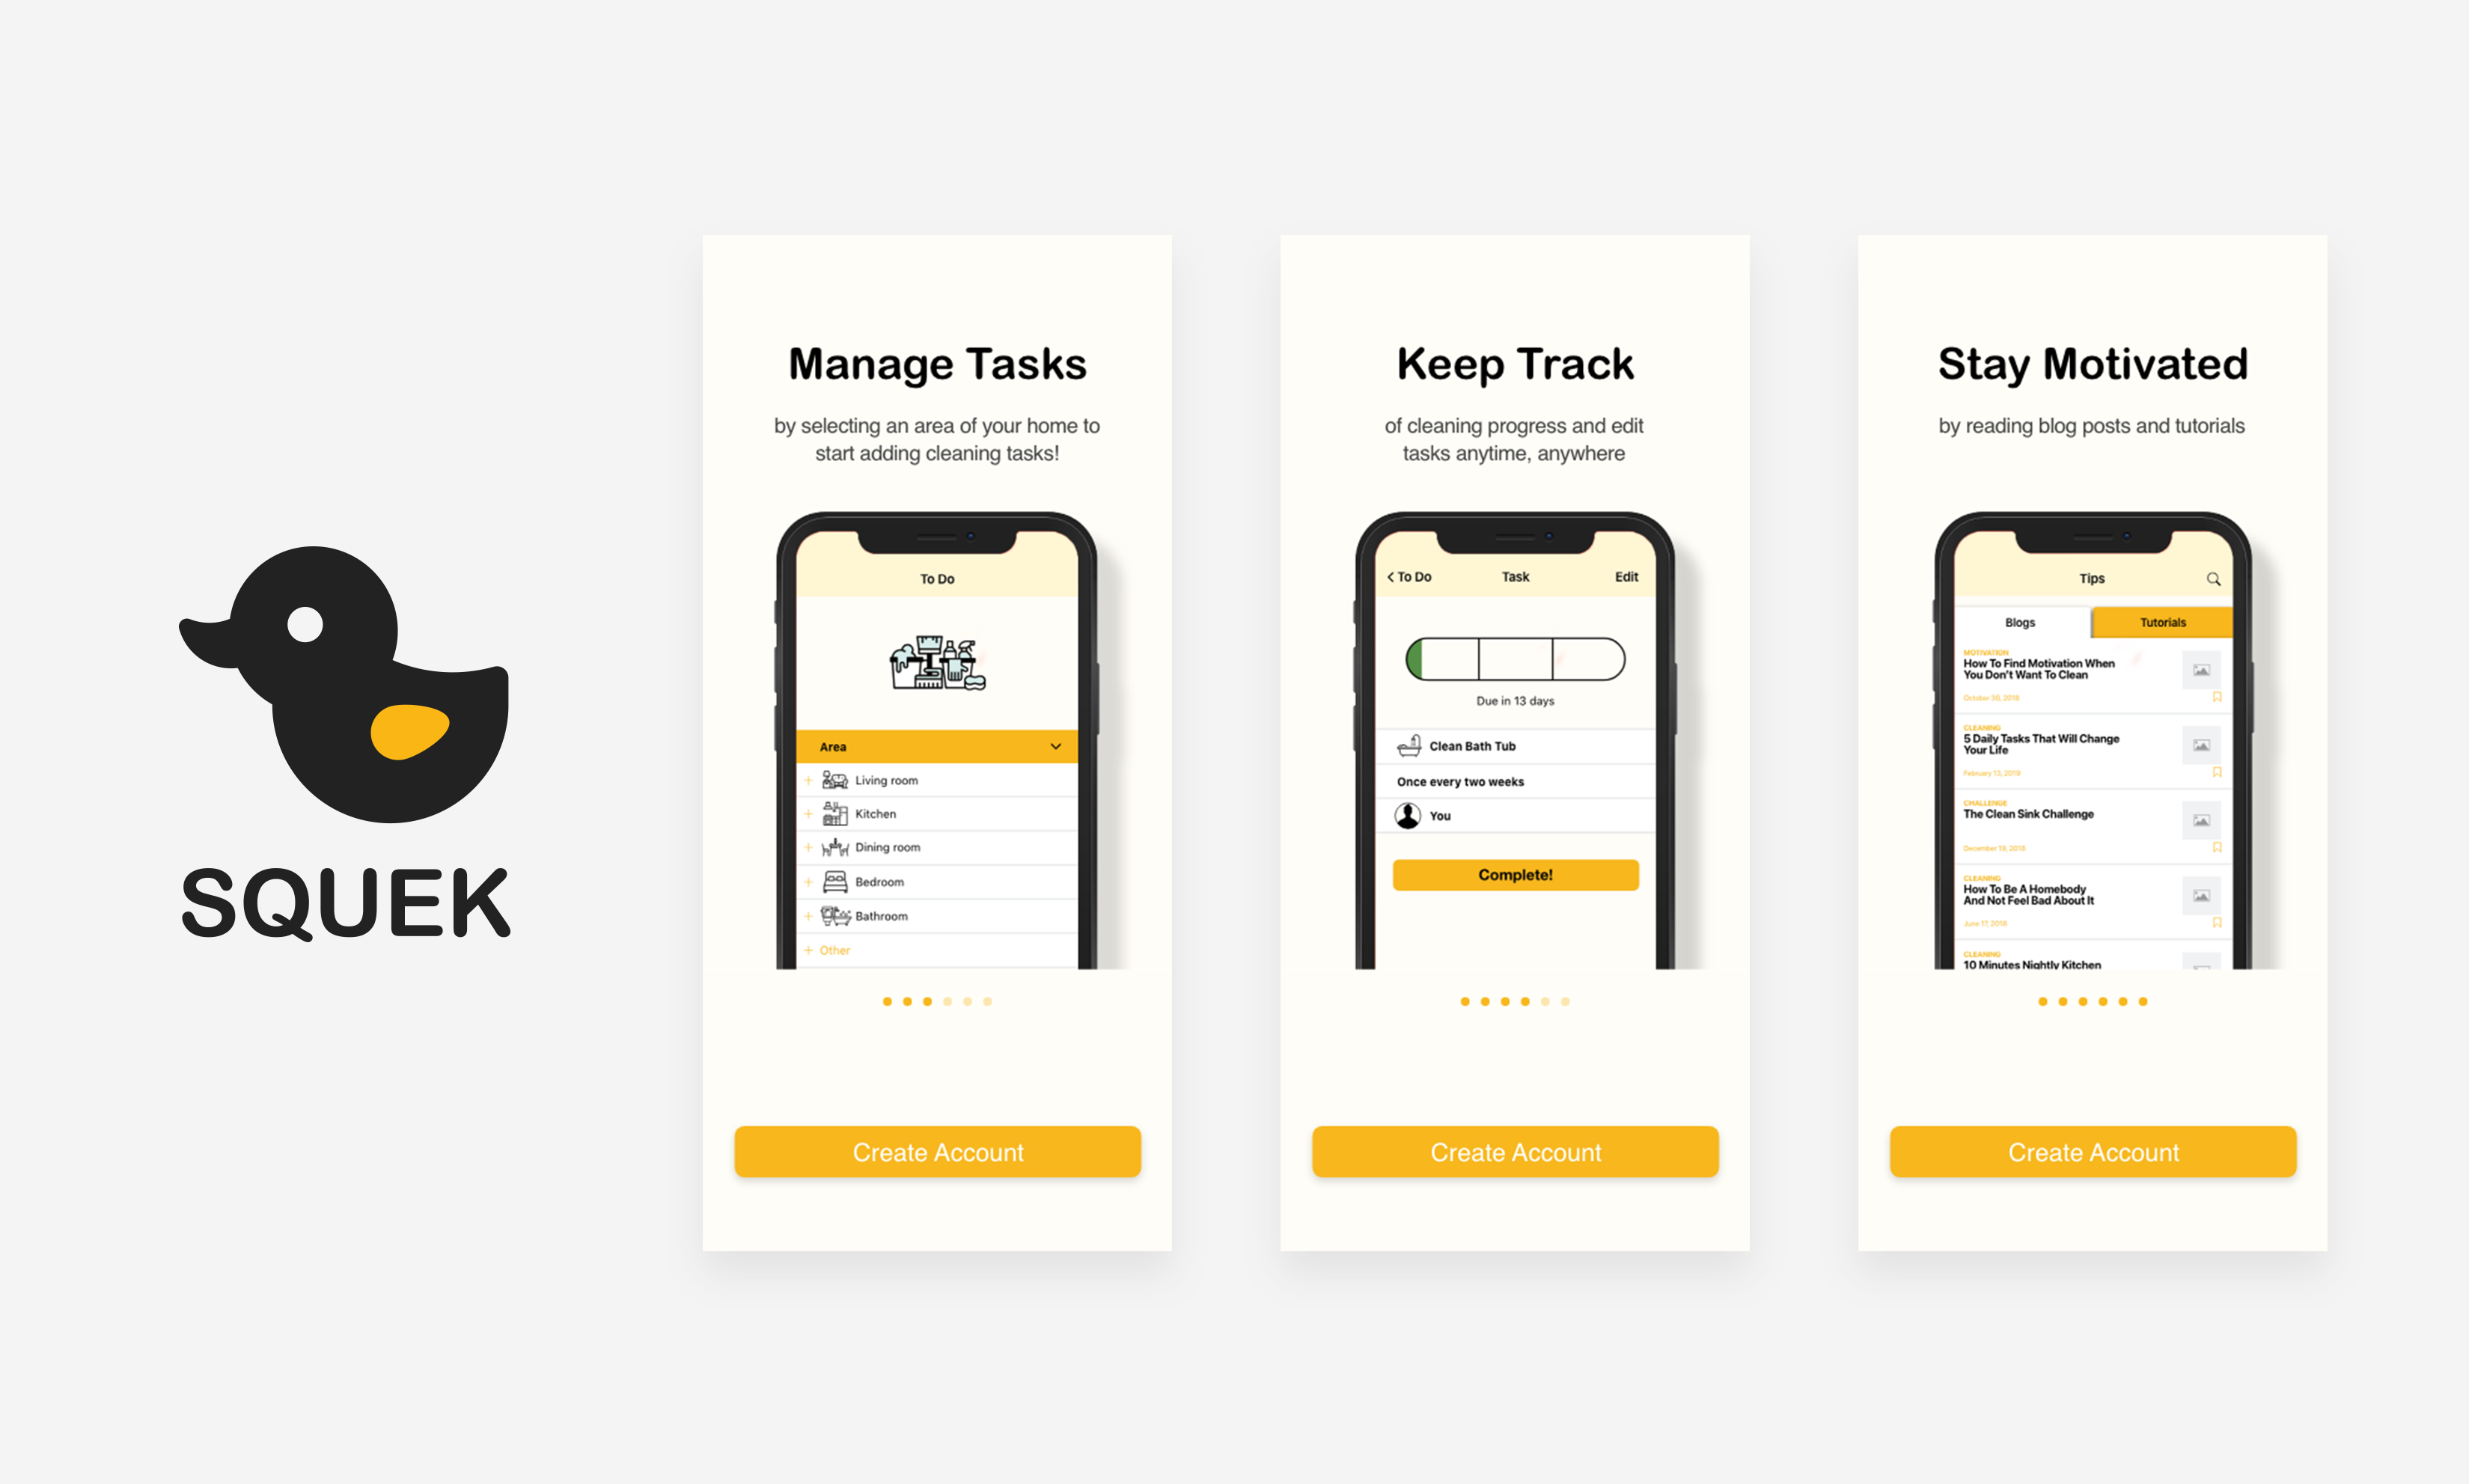 SQUEK
Manage Tasks
by selecting an area of your home to
start adding cleaning tasks!
To Do
Area
+ Living room
+ Kitchen
+ Dining room
+ Bedroom
+ Bathroom
+ Other
Create Account
Keep Track
of cleaning progress and edit
tasks anytime, anywhere
< To Do Task Edit
Due in 13 days
Clean Bath Tub
Once every two weeks
You
Complete!
Create Account
Stay Motivated
by reading blog posts and tutorials
Tips
Blogs Tutorials
MOTIVATION
How To Find Motivation When
You Don't Want To Clean
October 30, 2018
CLEANING
5 Daily Tasks That Will Change
Your Life
February 13, 2019
CHALLENGE
The Clean Sink Challenge
December 19, 2018
CLEANING
How To Be A Homebody
And Not Feel Bad About It
June 17, 2018
CLEANING
10 Minutes Nightly Kitchen
Create Account